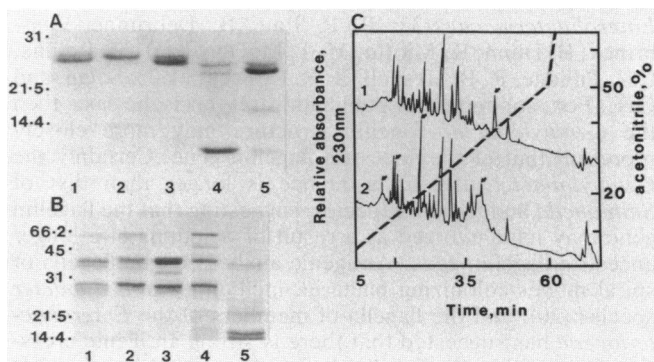 A
31-
21·5-
14·4-
1 2 3 4 5
B
66·2-
45-
31-
21·5-
14·4-
1 2 3 4 5
C
Relative absorbance,
230nm
1
2
50
20
acetonitrile, %
5 35 60
Time, min